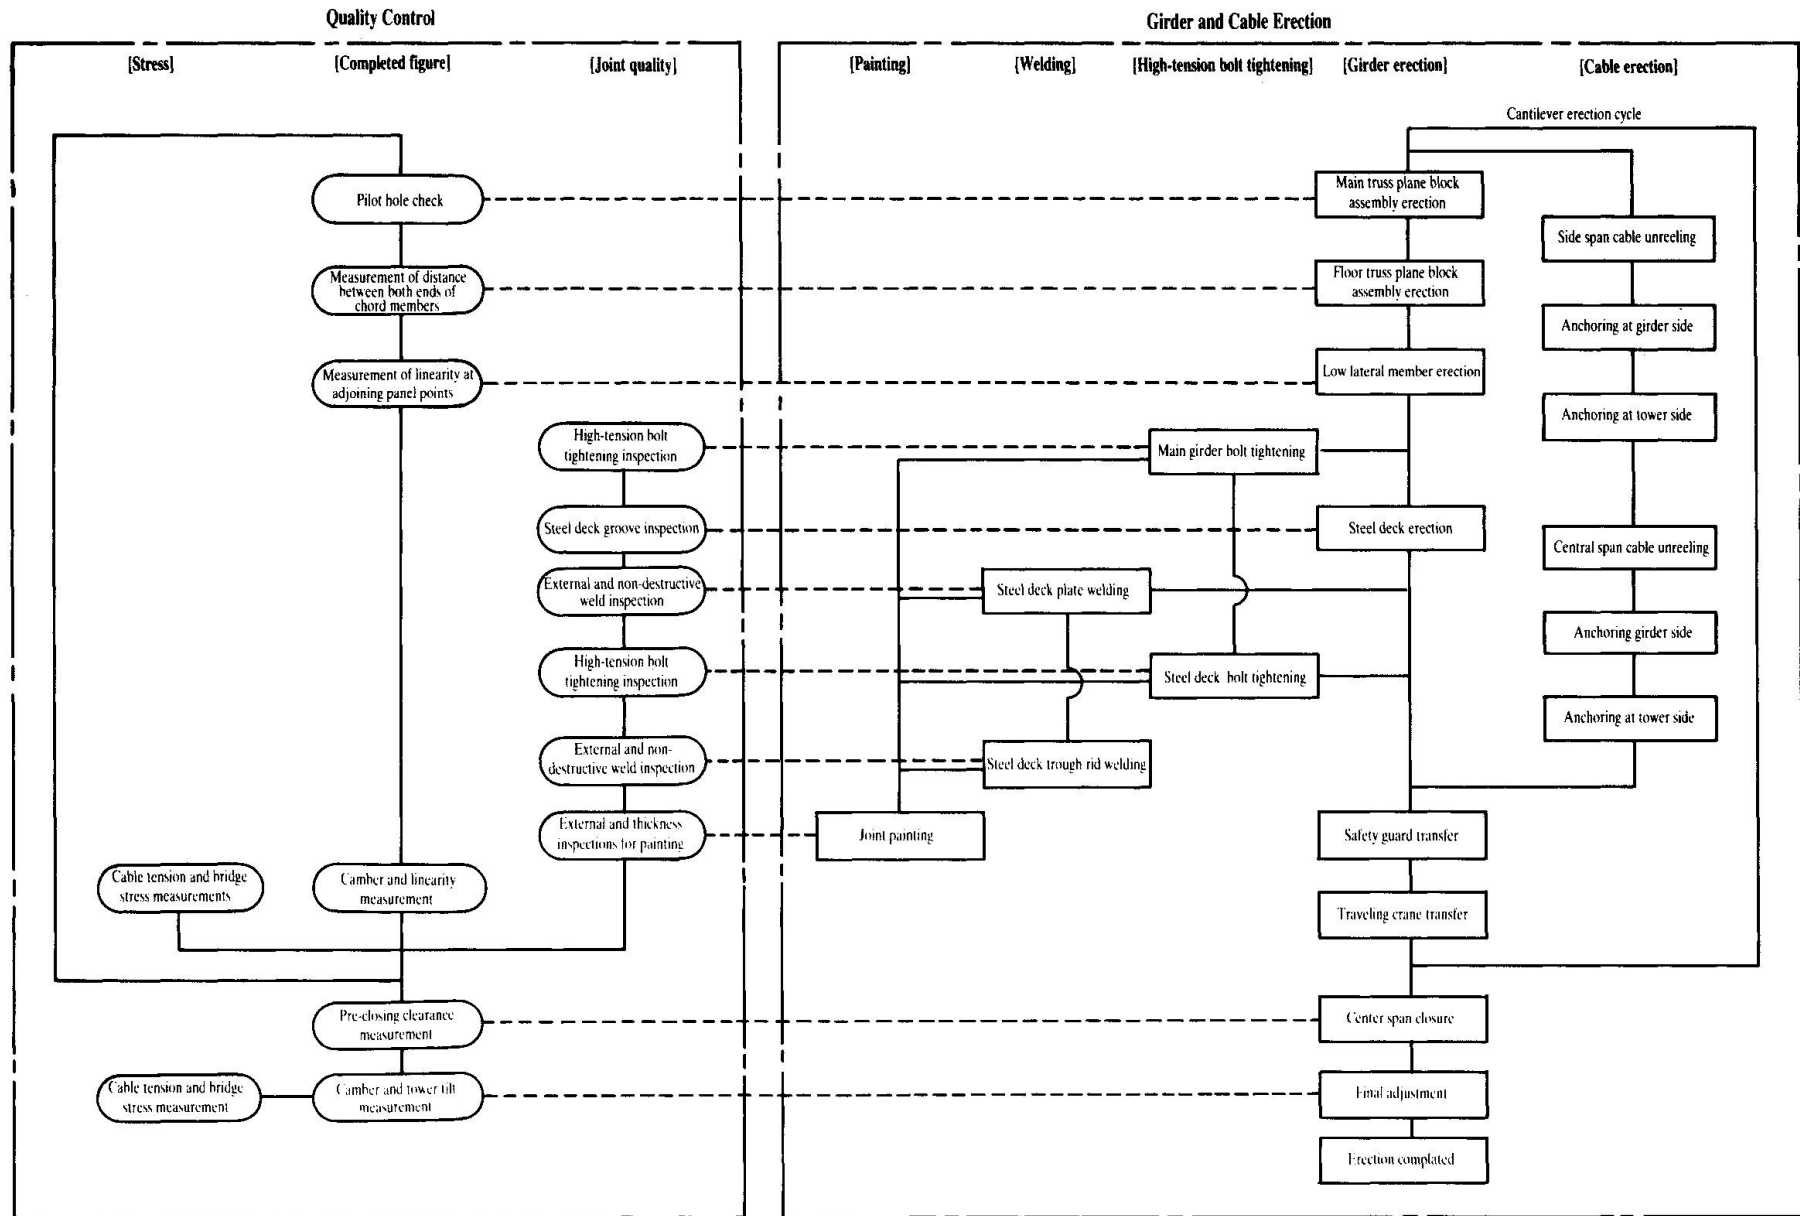 Quality Control
Girder and Cable Erection
[Stress]
[Completed figure]
[Joint quality]
[Painting]
[Welding]
[High-tension bolt tightening]
[Girder erection]
[Cable erection]
Cantilever erection cycle
Pilot hole check
Main truss plane block
assembly erection
Side span cable unreeling
Measurement of distance
between both ends of
chord members
Floor truss plane block
assembly erection
Anchoring at girder side
Measurement of linearity at
adjoining panel points
Low lateral member erection
Anchoring at tower side
High-tension bolt
tightening inspection
Main girder bolt tightening
Steel deck groove inspection
Steel deck erection
Central span cable unreeling
External and non-destructive
weld inspection
Steel deck plate welding
Anchoring girder side
High-tension bolt
tightening inspection
Steel deck bolt tightening
Anchoring at tower side
External and non-
destructive weld inspection
Steel deck trough rid welding
External and thickness
inspections for painting
Joint painting
Safety guard transfer
Cable tension and bridge
stress measurements
Camber and linearity
measurement
Traveling crane transfer
Pre-closing clearance
measurement
Center span closure
Cable tension and bridge
stress measurement
Camber and tower tilt
measurement
Final adjustment
Erection complated